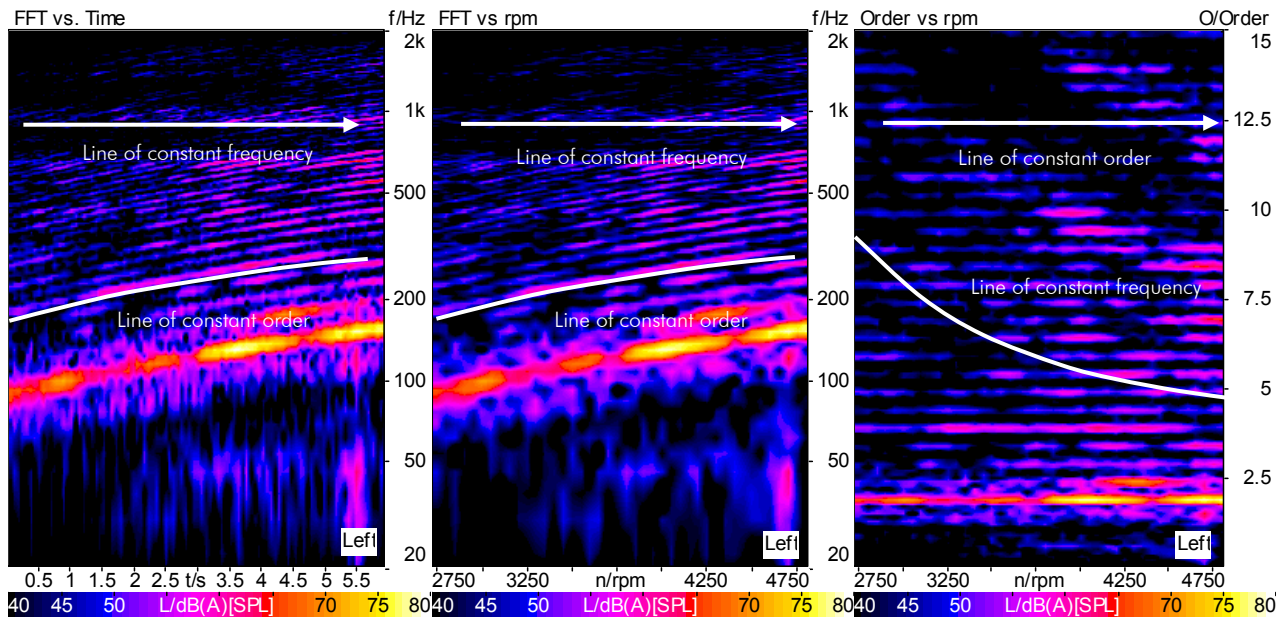 FFT vs. Time f/Hz
2k
1k
Line of constant frequency
500
200
Line of constant order
100
50
Left
20
0.5 1 1.5 2 2.5 t/s 3.5 4 4.5 5 5.5
40 45 50 L/dB(A)[SPL] 70 75 80
FFT vs rpm f/Hz
2k
1k
Line of constant frequency
500
200
Line of constant order
100
50
Left
20
2750 3250 n/rpm 4250 4750
45 50 L/dB(A)[SPL] 70 75 80
Order vs rpm O/Order
15
12.5
Line of constant order
10
Line of constant frequency
7.5
5
2.5
Left
2750 3250 n/rpm 4250 4750
45 50 L/dB(A)[SPL] 70 75 80